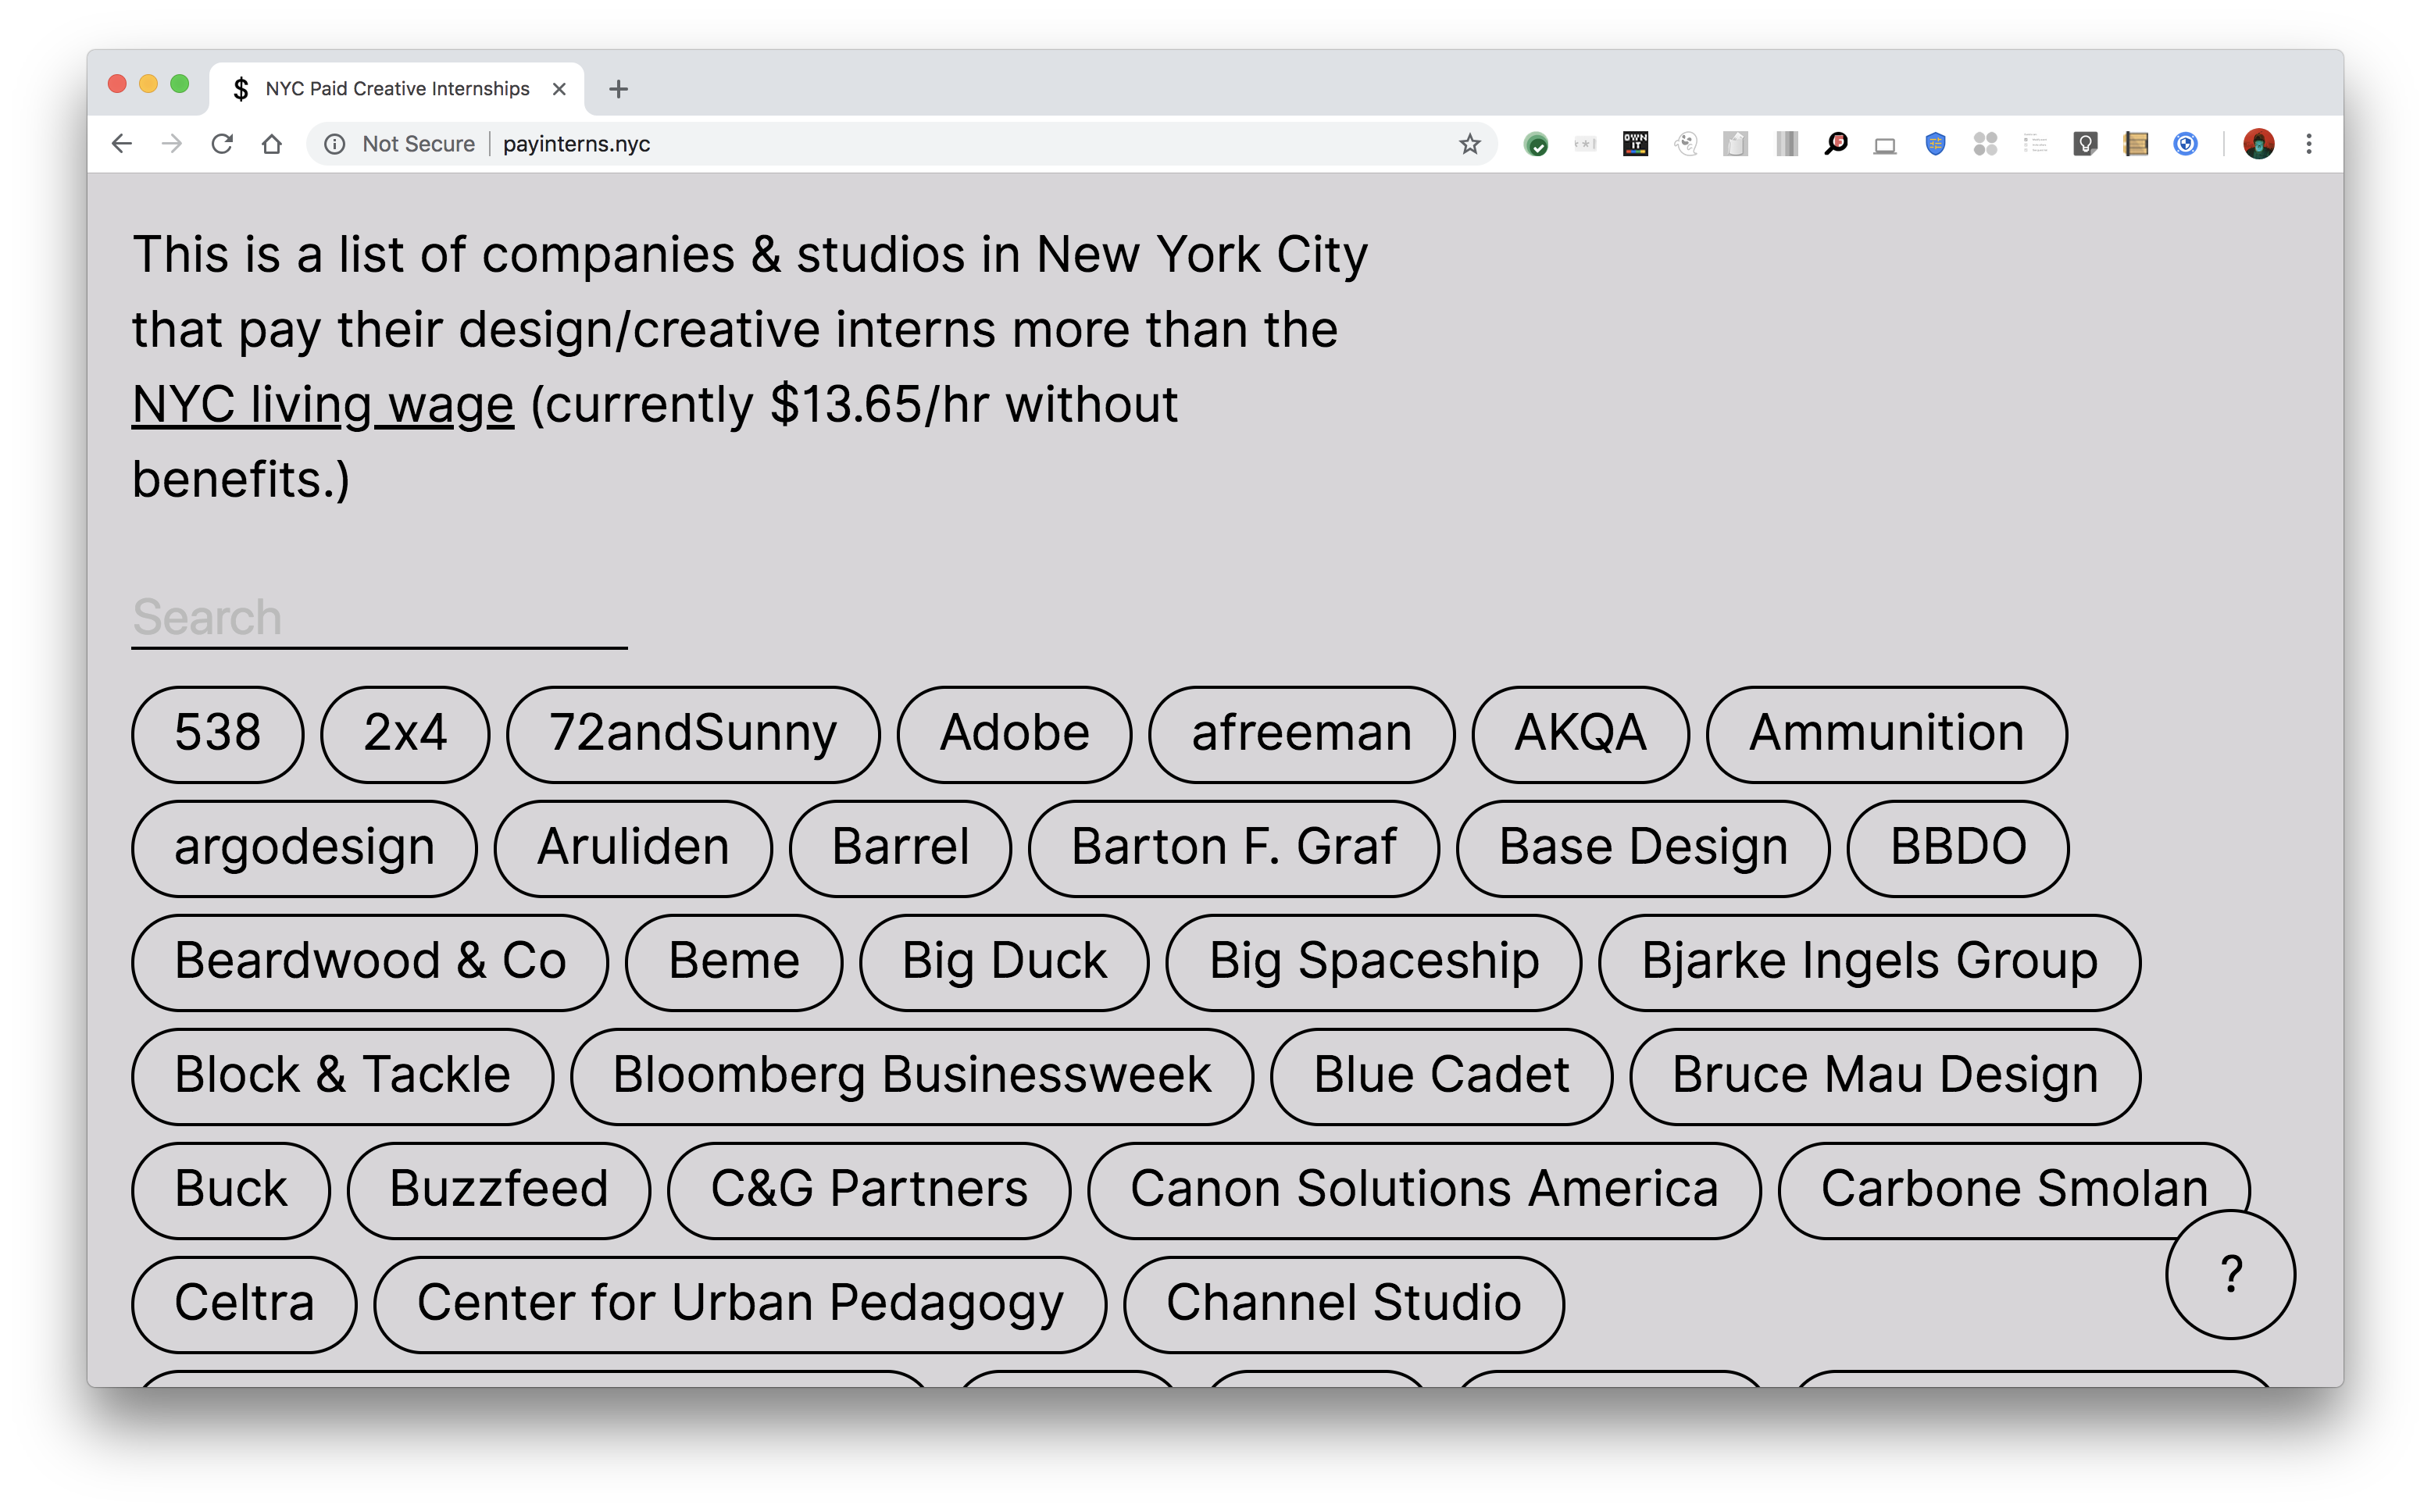 $ NYC Paid Creative Internships
Not Secure payinterns.nyc
OWN IT
This is a list of companies & studios in New York City
that pay their design/creative interns more than the
NYC living wage (currently $13.65/hr without
benefits.)
Search
538 2x4 72andSunny Adobe afreeman AKQA Ammunition
argodesign Aruliden Barrel Barton F. Graf Base Design BBDO
Beardwood & Co Beme Big Duck Big Spaceship Bjarke Ingels Group
Block & Tackle Bloomberg Businessweek Blue Cadet Bruce Mau Design
Buck Buzzfeed C&G Partners Canon Solutions America Carbone Smolan
Celtra Center for Urban Pedagogy Channel Studio ?